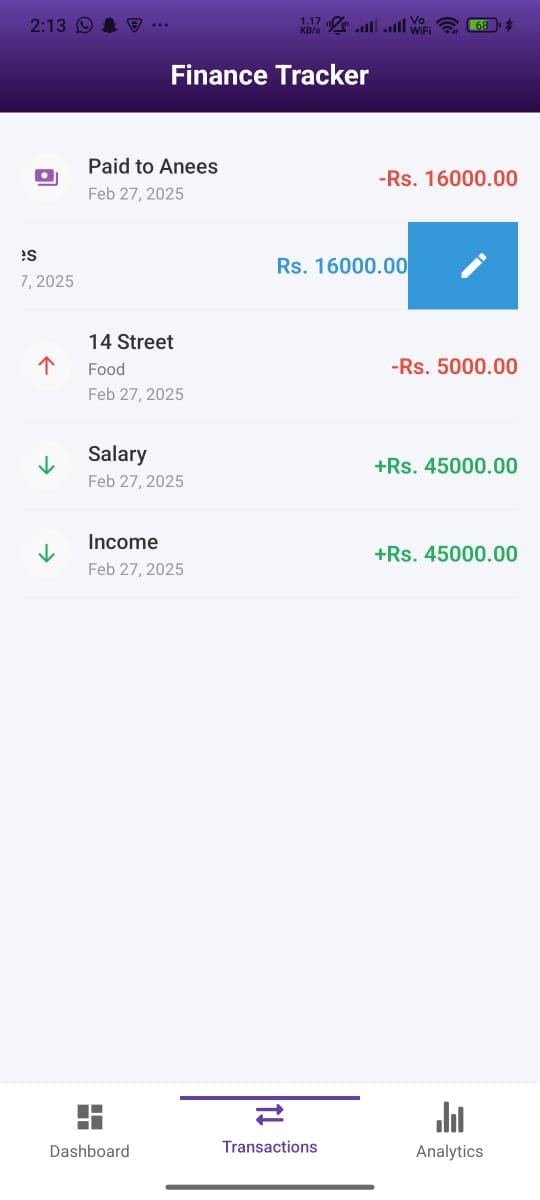 2:13
1.17
KB/s
Vo
WiFi
68
Finance Tracker
Paid to Anees
Feb 27, 2025
-Rs. 16000.00
es
7, 2025
Rs. 16000.00
14 Street
Food
Feb 27, 2025
-Rs. 5000.00
Salary
Feb 27, 2025
+Rs. 45000.00
Income
Feb 27, 2025
+Rs. 45000.00
Dashboard
Transactions
Analytics